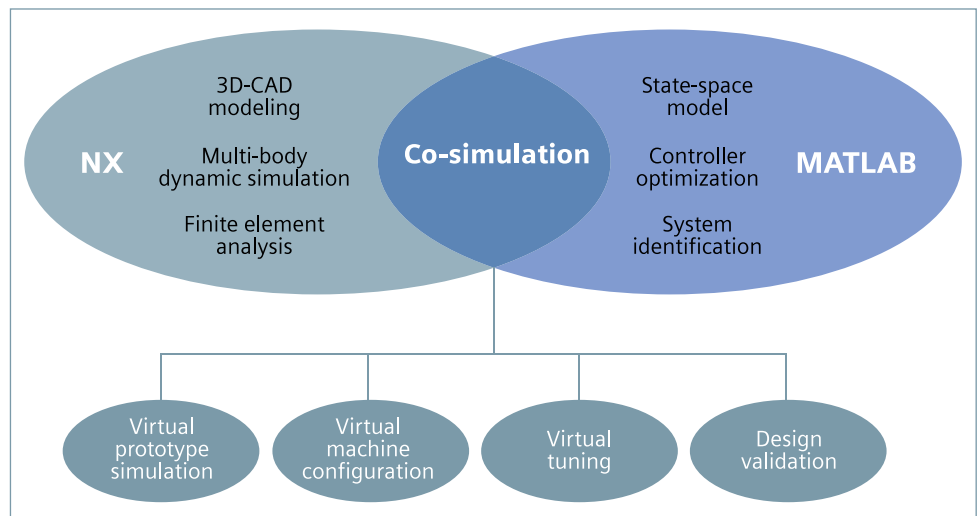 NX
3D-CAD
modeling
Multi-body
dynamic simulation
Finite element
analysis
Co-simulation
State-space
model
Controller
optimization
System
identification
MATLAB
Virtual
prototype
simulation
Virtual
machine
configuration
Virtual
tuning
Design
validation